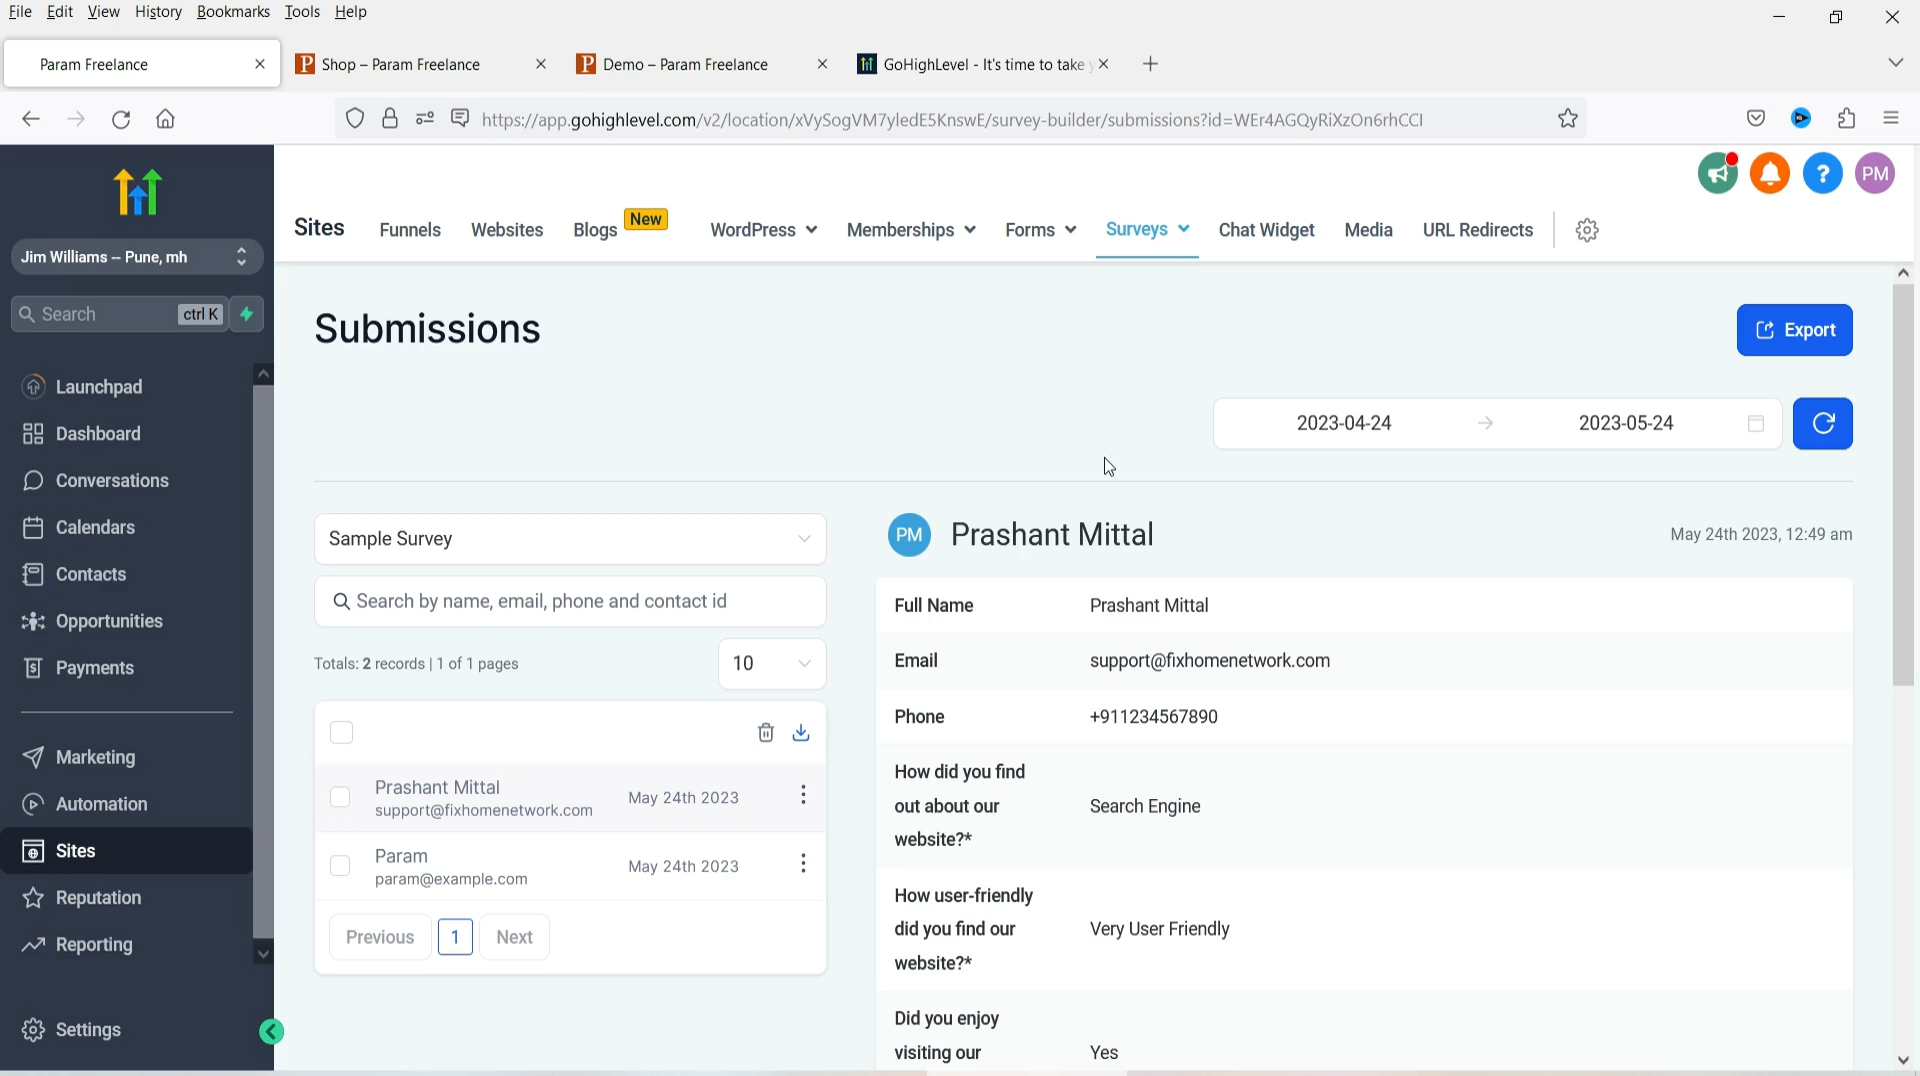 File Edit View History Bookmarks Tools Help
Param Freelance
P Shop – Param Freelance
P Demo – Param Freelance
GoHighLevel - It's time to take y
https://app.gohighlevel.com/v2/location/xVySogVM7yledE5KnswE/survey-builder/submissions?id=WEr4AGQyRiXzOn6rhCCI
PM
Jim Williams -- Pune, mh
Search ctrl K
Launchpad
Dashboard
Conversations
Calendars
Contacts
Opportunities
Payments
Marketing
Automation
Sites
Reputation
Reporting
Settings
Sites Funnels Websites Blogs New WordPress Memberships Forms Surveys Chat Widget Media URL Redirects
Submissions
Export
2023-04-24 → 2023-05-24
Sample Survey
Search by name, email, phone and contact id
Totals: 2 records | 1 of 1 pages
10
Prashant Mittal
support@fixhomenetwork.com
May 24th 2023
Param
param@example.com
May 24th 2023
Previous 1 Next
PM Prashant Mittal
May 24th 2023, 12:49 am
Full Name Prashant Mittal
Email support@fixhomenetwork.com
Phone +911234567890
How did you find
out about our Search Engine
website?*
How user-friendly
did you find our Very User Friendly
website?*
Did you enjoy
visiting our Yes